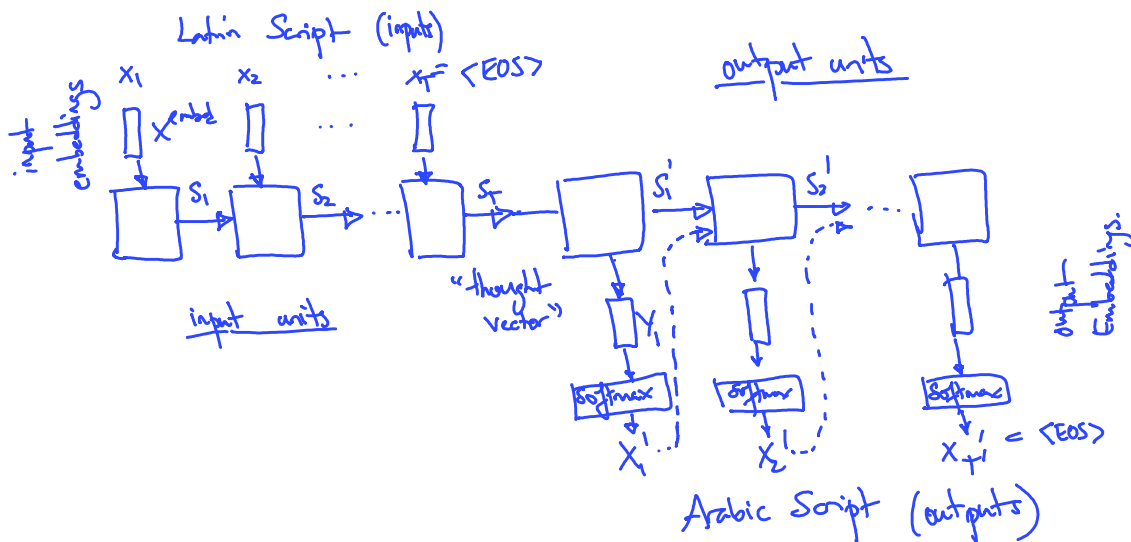 Latin Script (inputs)
x1 x2 ... xT = <EOS>
output units
input embeddings
Xembd
...
S1 S2 ... ST S1' S2' ...
"thought vector"
input units
Y1
output Embeddings.
Softmax Softmax Softmax
X1' ... X2' ... XT' = <EOS>
Arabic Script (outputs)